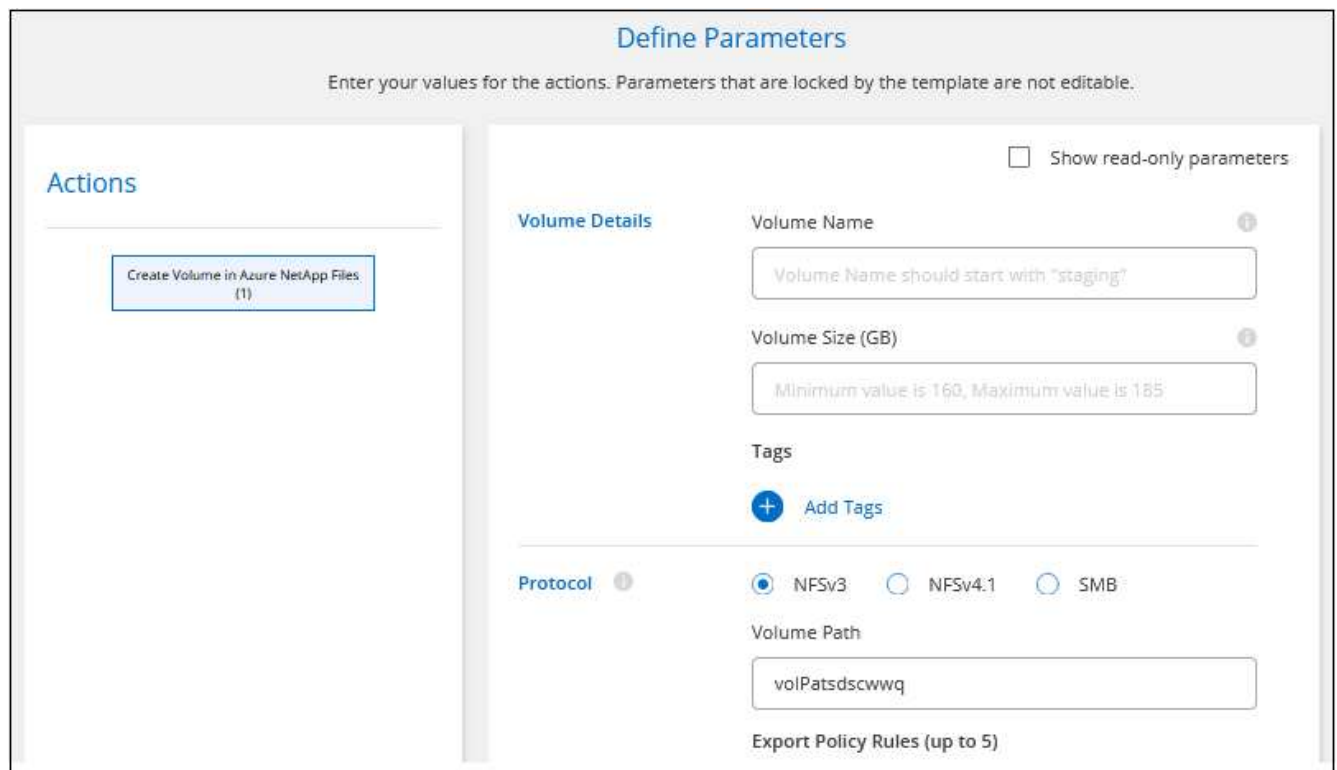 Define Parameters
Enter your values for the actions. Parameters that are locked by the template are not editable.
Actions
Create Volume in Azure NetApp Files
(1)
Show read-only parameters
Volume Details
Volume Name
Volume Name should start with "staging"
Volume Size (GB)
Minimum value is 160, Maximum value is 185
Tags
Add Tags
Protocol
NFSv3
NFSv4.1
SMB
Volume Path
volPatsdscwwq
Export Policy Rules (up to 5)